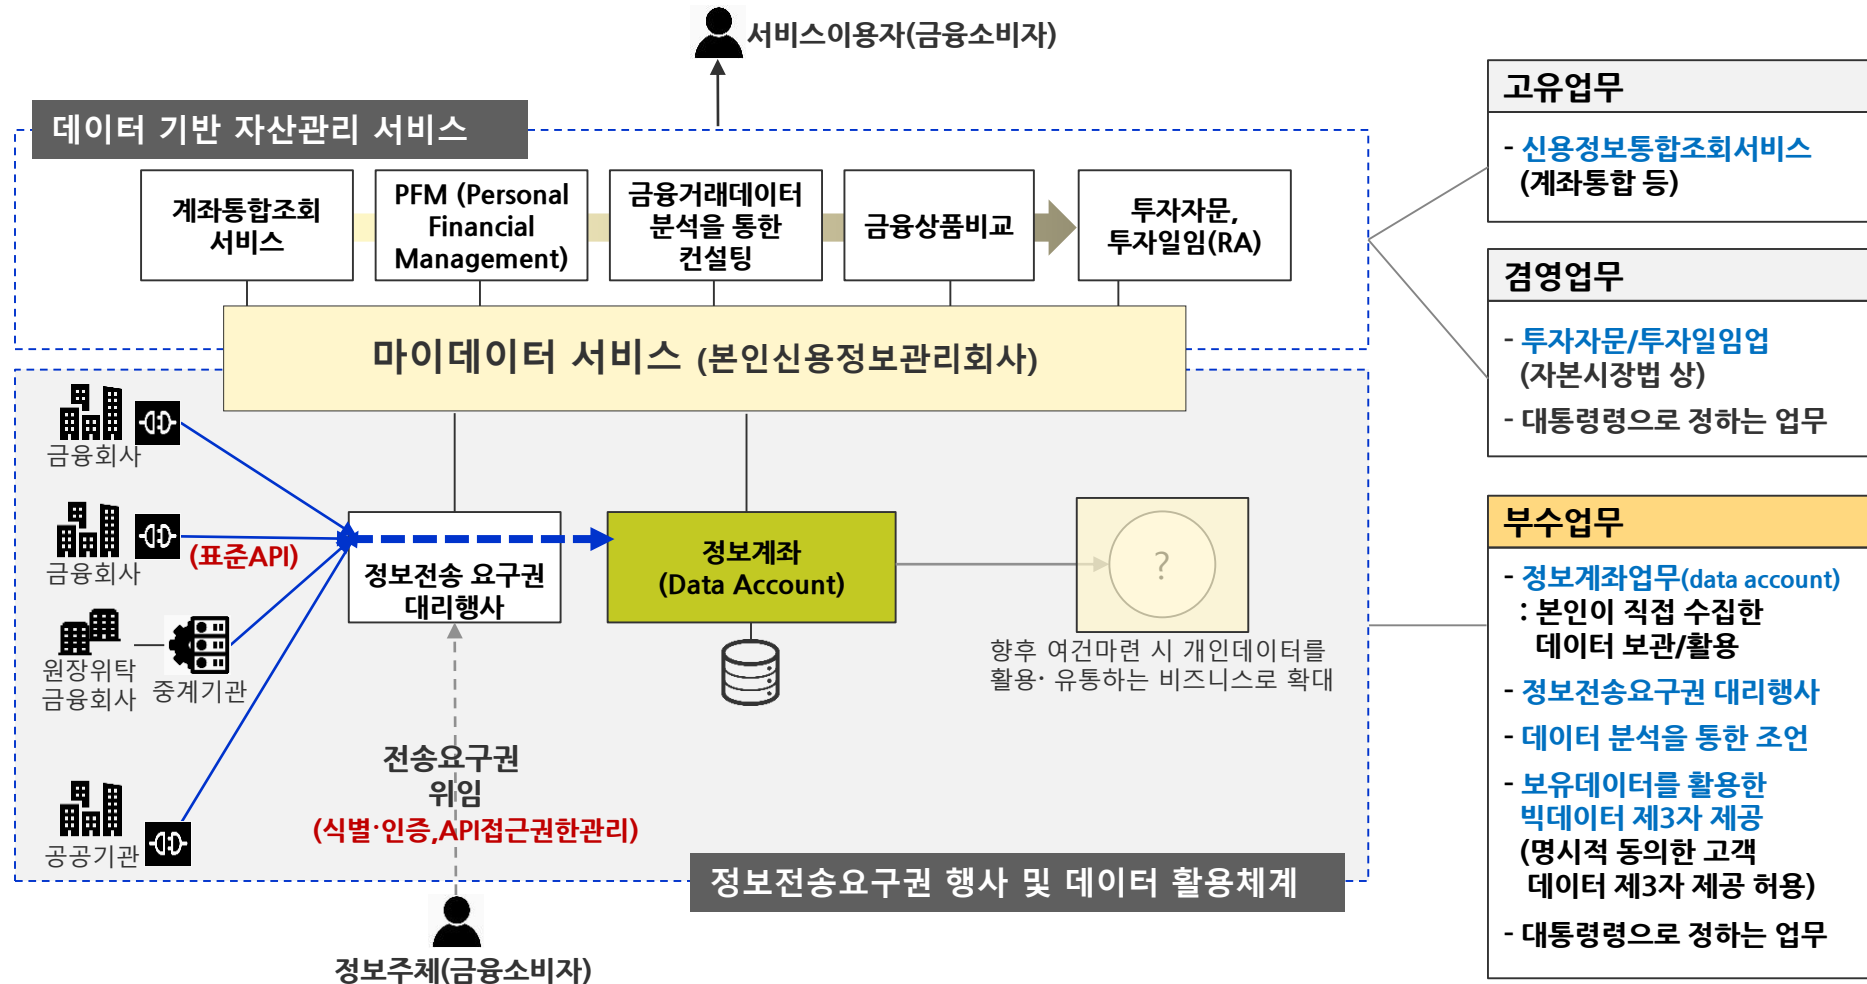 서비스이용자(금융소비자)
데이터 기반 자산관리 서비스
계좌통합조회
서비스
PFM (Personal
Financial
Management)
금융거래데이터
분석을 통한
컨설팅
금융상품비교
투자자문,
투자일임(RA)
마이데이터 서비스 (본인신용정보관리회사)
금융회사
금융회사
(표준API)
원장위탁
금융회사
중계기관
공공기관
정보전송 요구권
대리행사
정보계좌
(Data Account)
?
향후 여건마련 시 개인데이터를
활용· 유통하는 비즈니스로 확대
전송요구권
위임
(식별·인증,API접근권한관리)
정보전송요구권 행사 및 데이터 활용체계
정보주체(금융소비자)
고유업무
- 신용정보통합조회서비스
(계좌통합 등)
겸영업무
- 투자자문/투자일임업
(자본시장법 상)
- 대통령령으로 정하는 업무
부수업무
- 정보계좌업무(data account)
: 본인이 직접 수집한
데이터 보관/활용
- 정보전송요구권 대리행사
- 데이터 분석을 통한 조언
- 보유데이터를 활용한
빅데이터 제3자 제공
(명시적 동의한 고객
데이터 제3자 제공 허용)
- 대통령령으로 정하는 업무